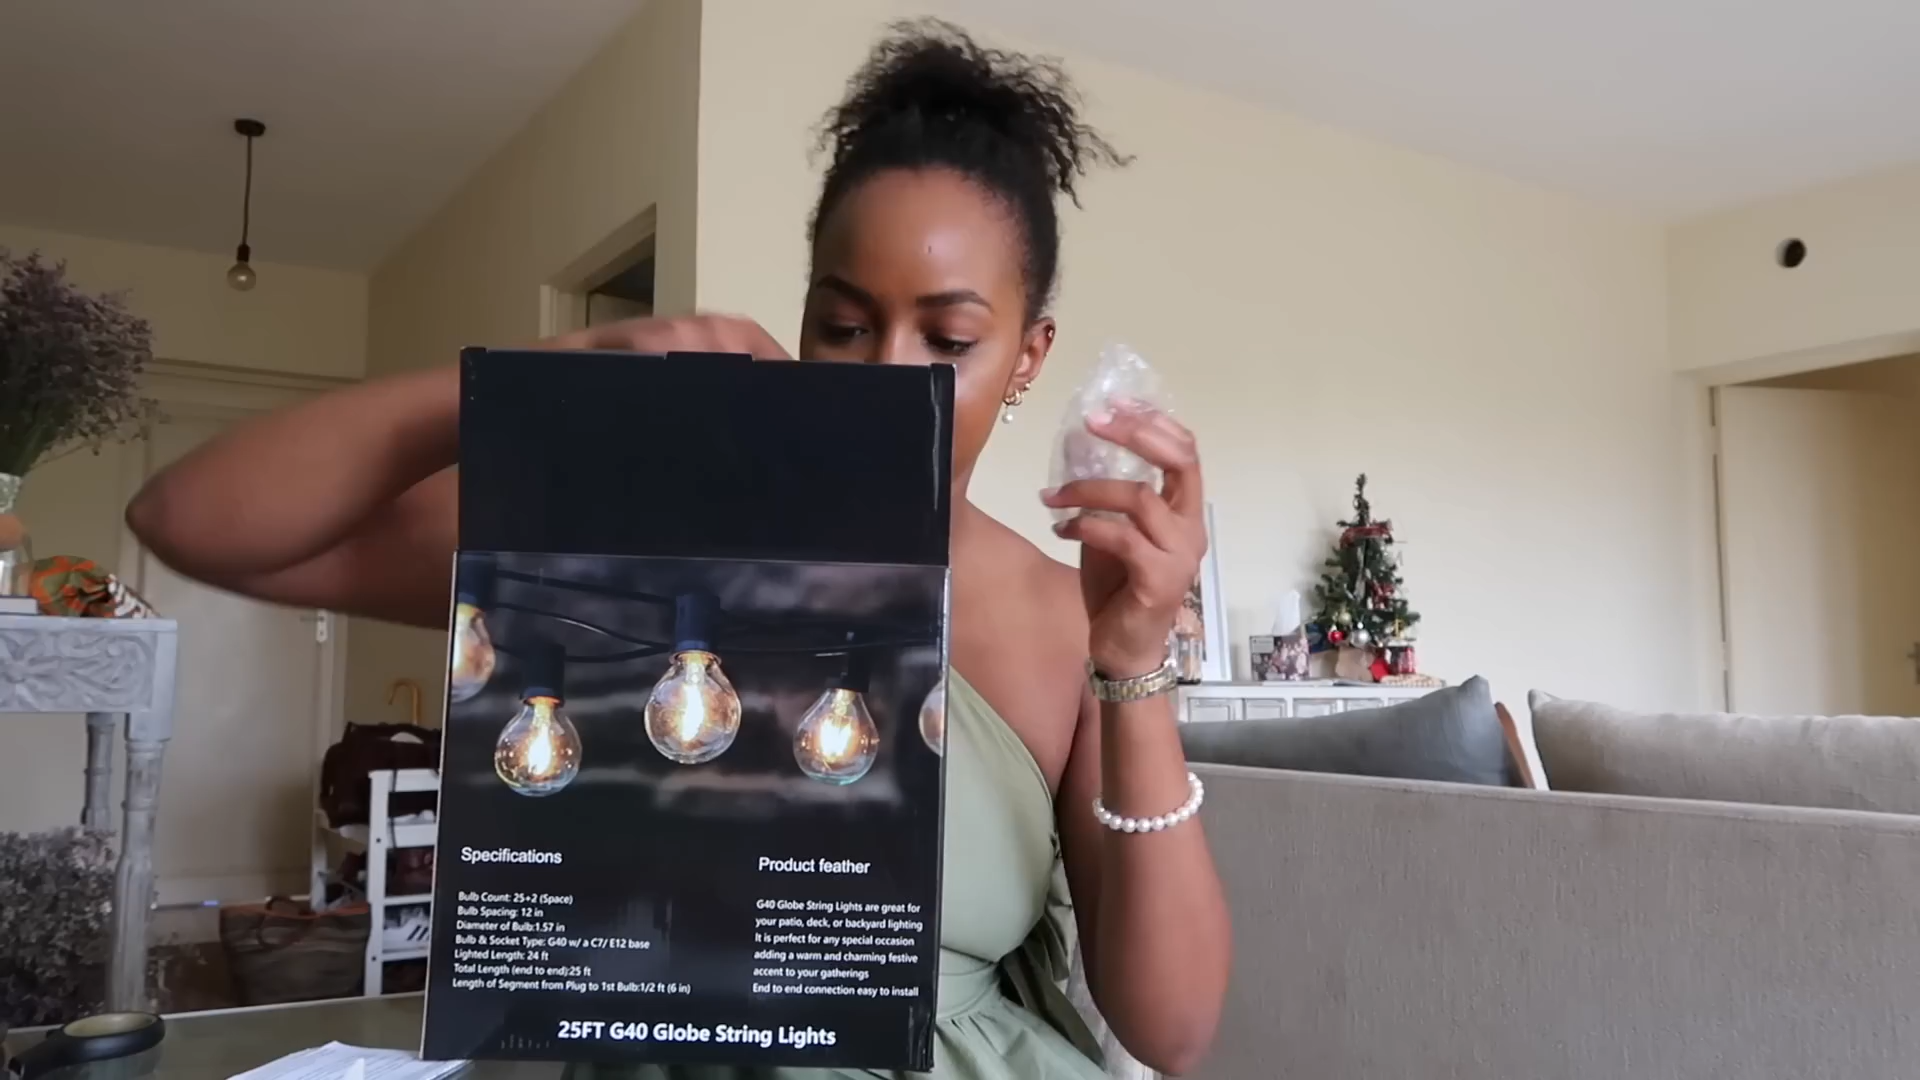 Specifications
Bulb Count: 25+2 (Space)
Bulb Spacing: 12 in
Diameter of Bulb:1.57 in
Bulb & Socket Type: G40 w/ a C7/ E12 base
Lighted Length: 24 ft
Total Length (end to end):25 ft
Length of Segment from Plug to 1st Bulb:1/2 ft (6 in)
Product feather
G40 Globe String Lights are great for
your patio, deck, or backyard lighting
It is perfect for any special occasion
adding a warm and charming festive
accent to your gatherings
End to end connection easy to install
25FT G40 Globe String Lights